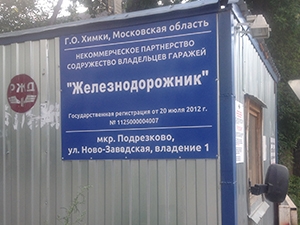 Г.О. Химки, Московская область
НЕКОММЕРЧЕСКОЕ ПАРТНЕРСТВО
СОДРУЖЕСТВО ВЛАДЕЛЬЦЕВ ГАРАЖЕЙ
"Железнодорожник"
Государственная регистрация от 20 июля 2012 г.
№ 1125000004007
мкр. Подрезково,
ул. Ново-Заводская, владение 1
РЖД